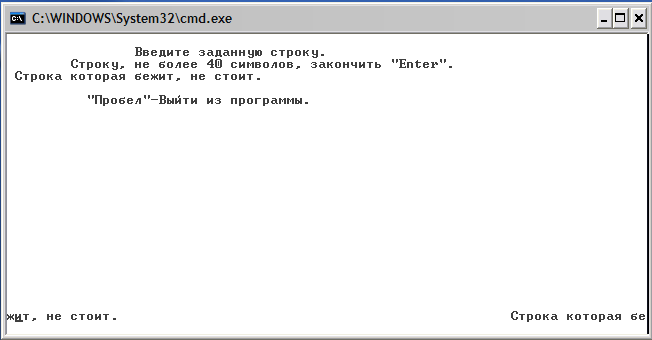 C:\WINDOWS\System32\cmd.exe
Введите заданную строку.
Строку, не более 40 символов, закончить "Enter".
Строка которая бежит, не стоит.
"Пробел"-Выйти из программы.
жит, не стоит. Строка которая бе